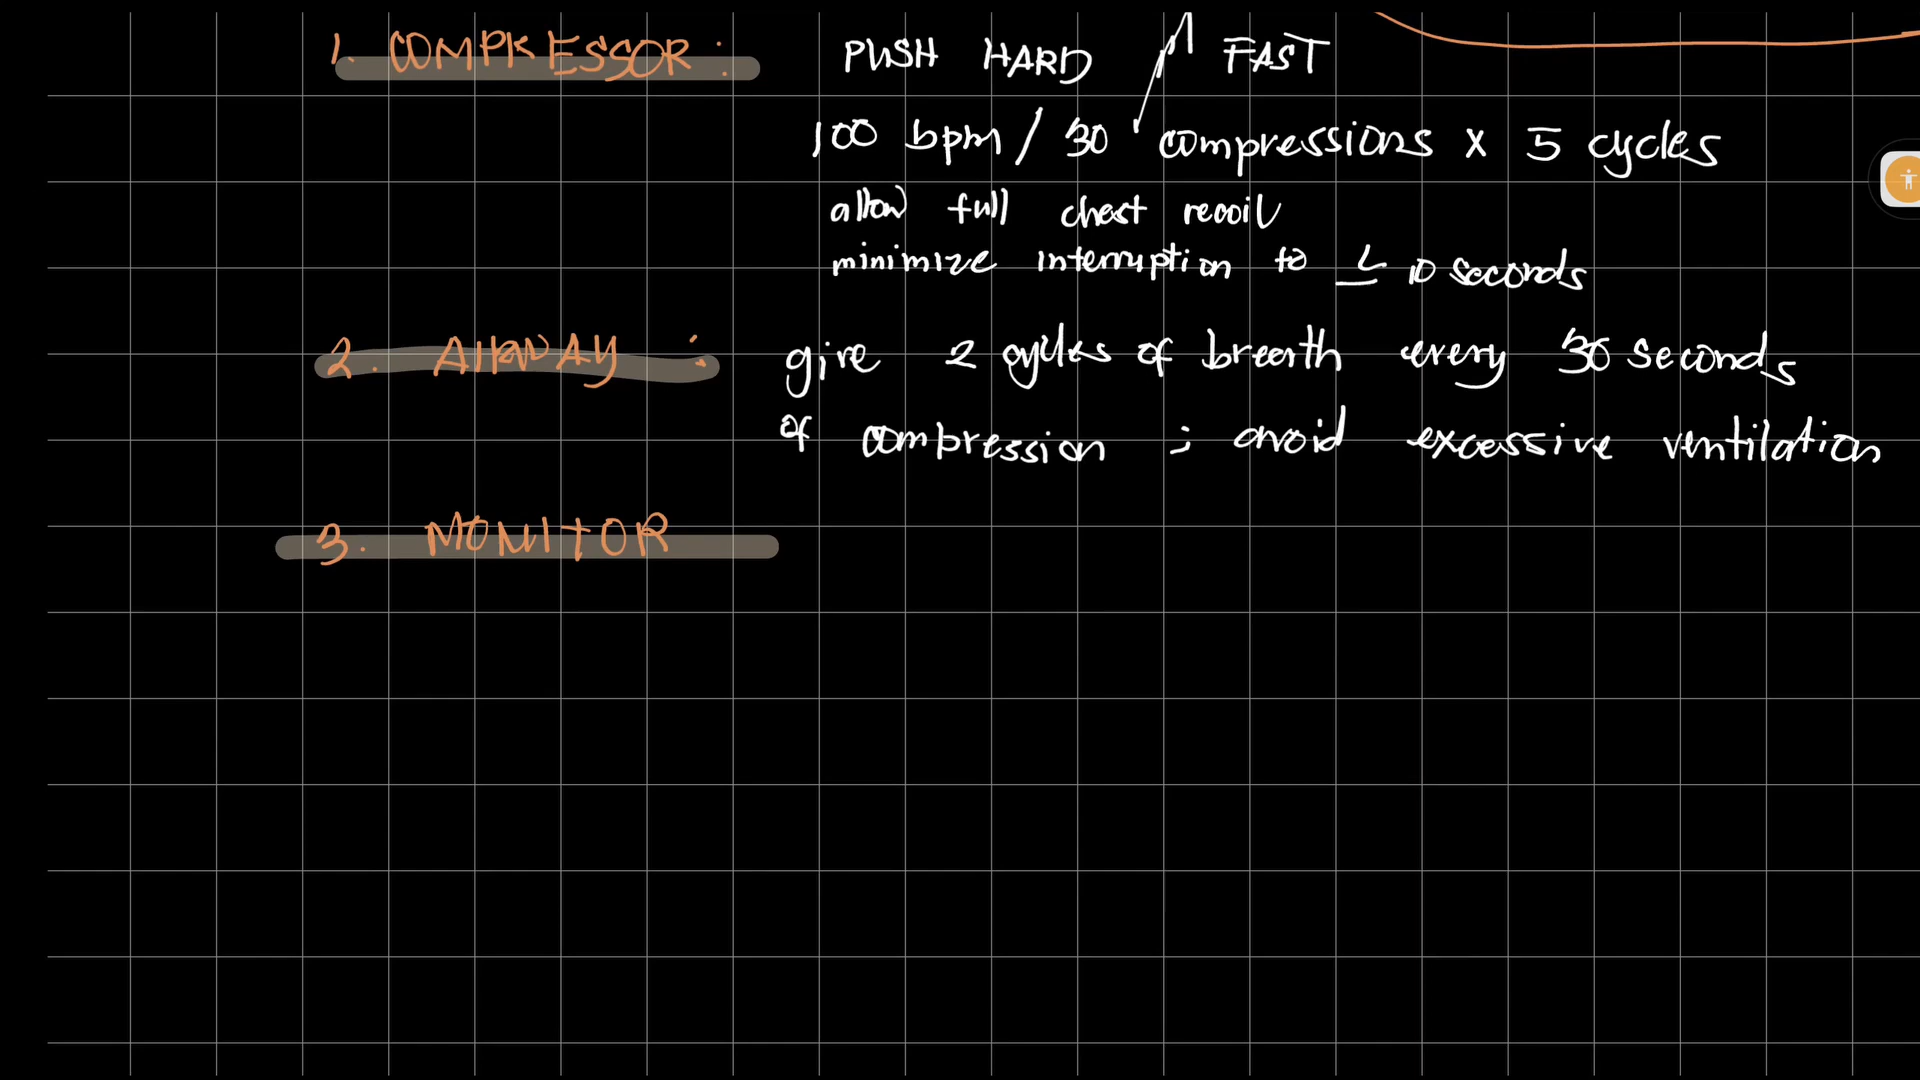 1. COMPRESSOR: PUSH HARD / FAST
100 bpm / 30 compressions x 5 cycles
allow full chest recoil
minimize interruption to ≤ 10 seconds
2. AIRWAY : give 2 cycles of breath every 30 seconds
of compression ; avoid excessive ventilation
3. MONITOR